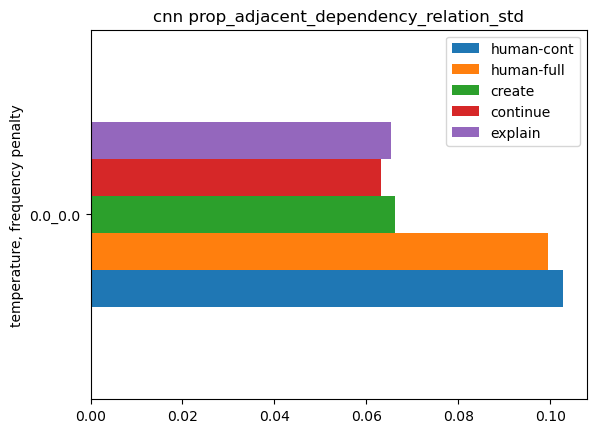 cnn prop_adjacent_dependency_relation_std
human-cont
human-full
create
continue
explain
temperature, frequency penalty
0.0_0.0
0.00 0.02 0.04 0.06 0.08 0.10